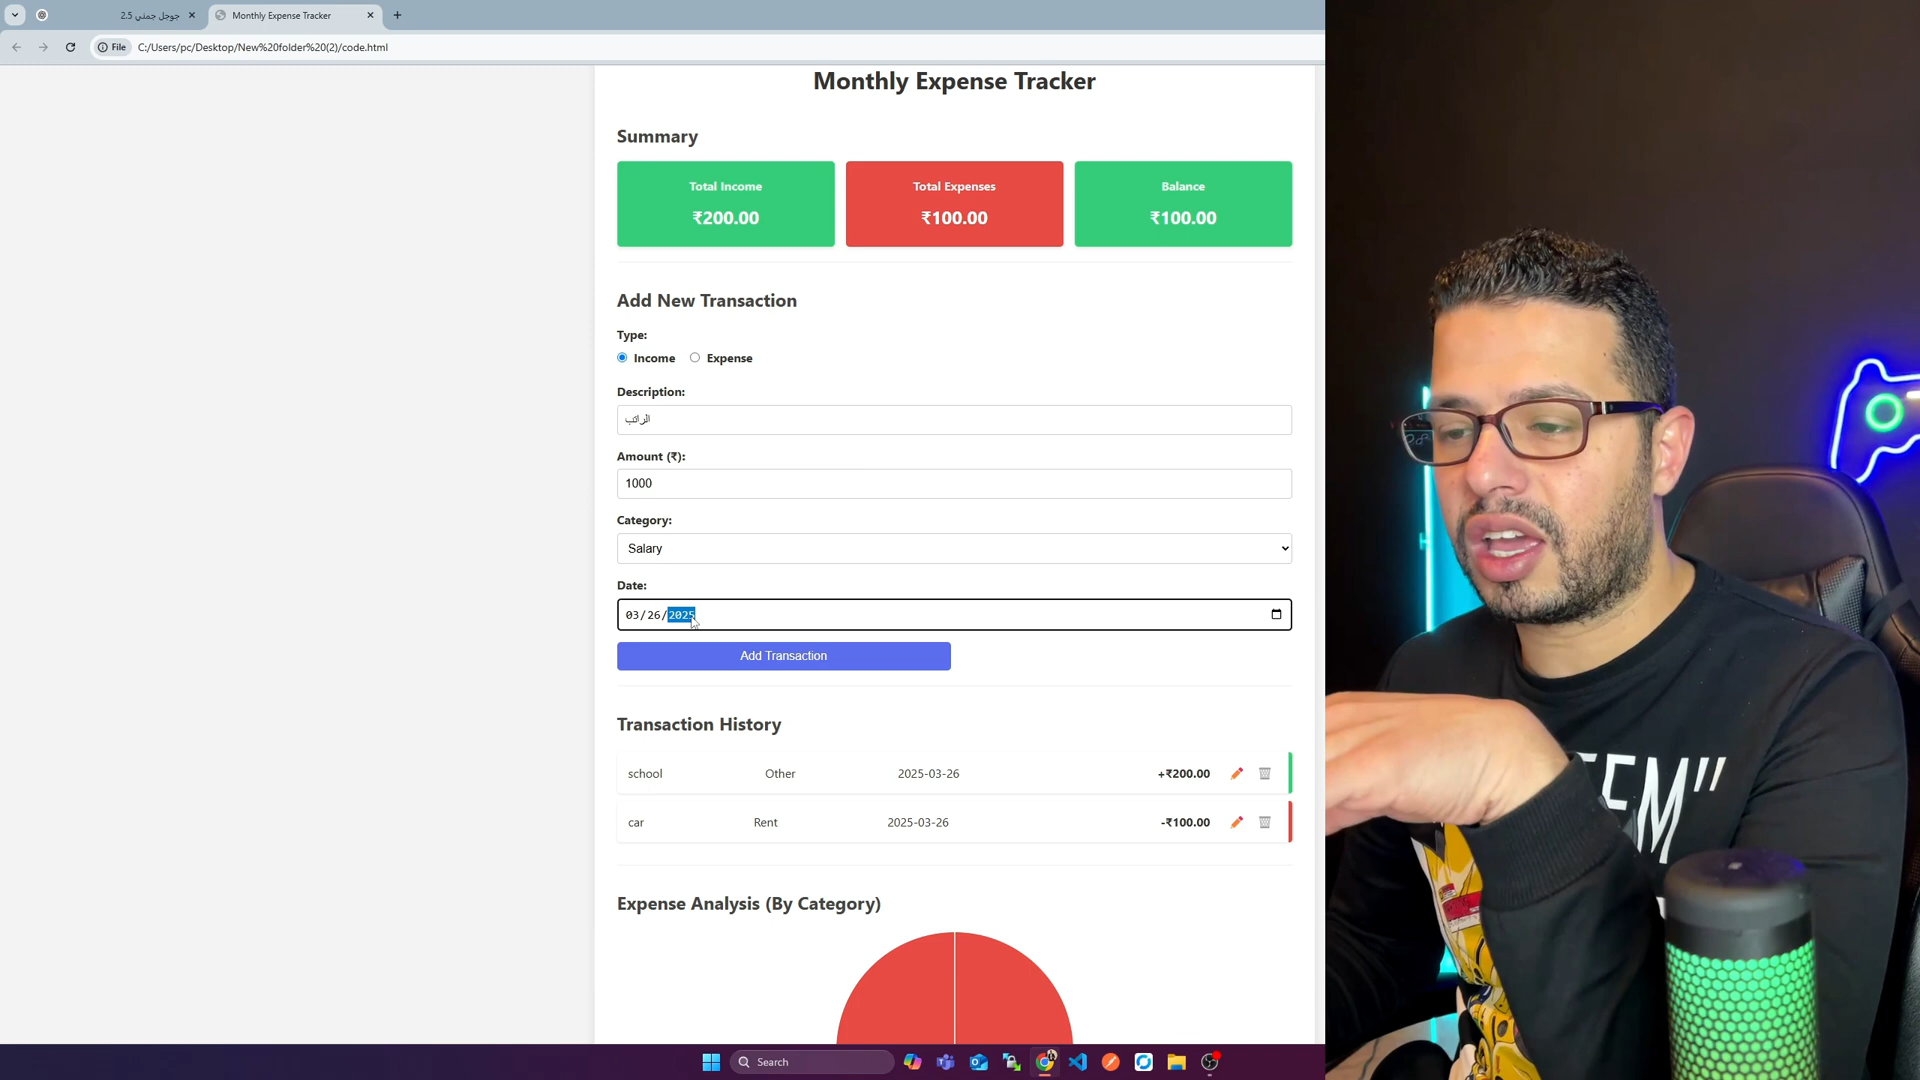 جوجل جمني 2.5
Monthly Expense Tracker
File
C:/Users/pc/Desktop/New%20folder%20(2)/code.html
Monthly Expense Tracker
Summary
Total Income
₹200.00
Total Expenses
₹100.00
Balance
₹100.00
Add New Transaction
Type:
Income Expense
Description:
الراتب
Amount (₹):
1000
Category:
Salary
Date:
03/26/2025
Add Transaction
Transaction History
school Other 2025-03-26 +₹200.00
car Rent 2025-03-26 -₹100.00
Expense Analysis (By Category)
Search